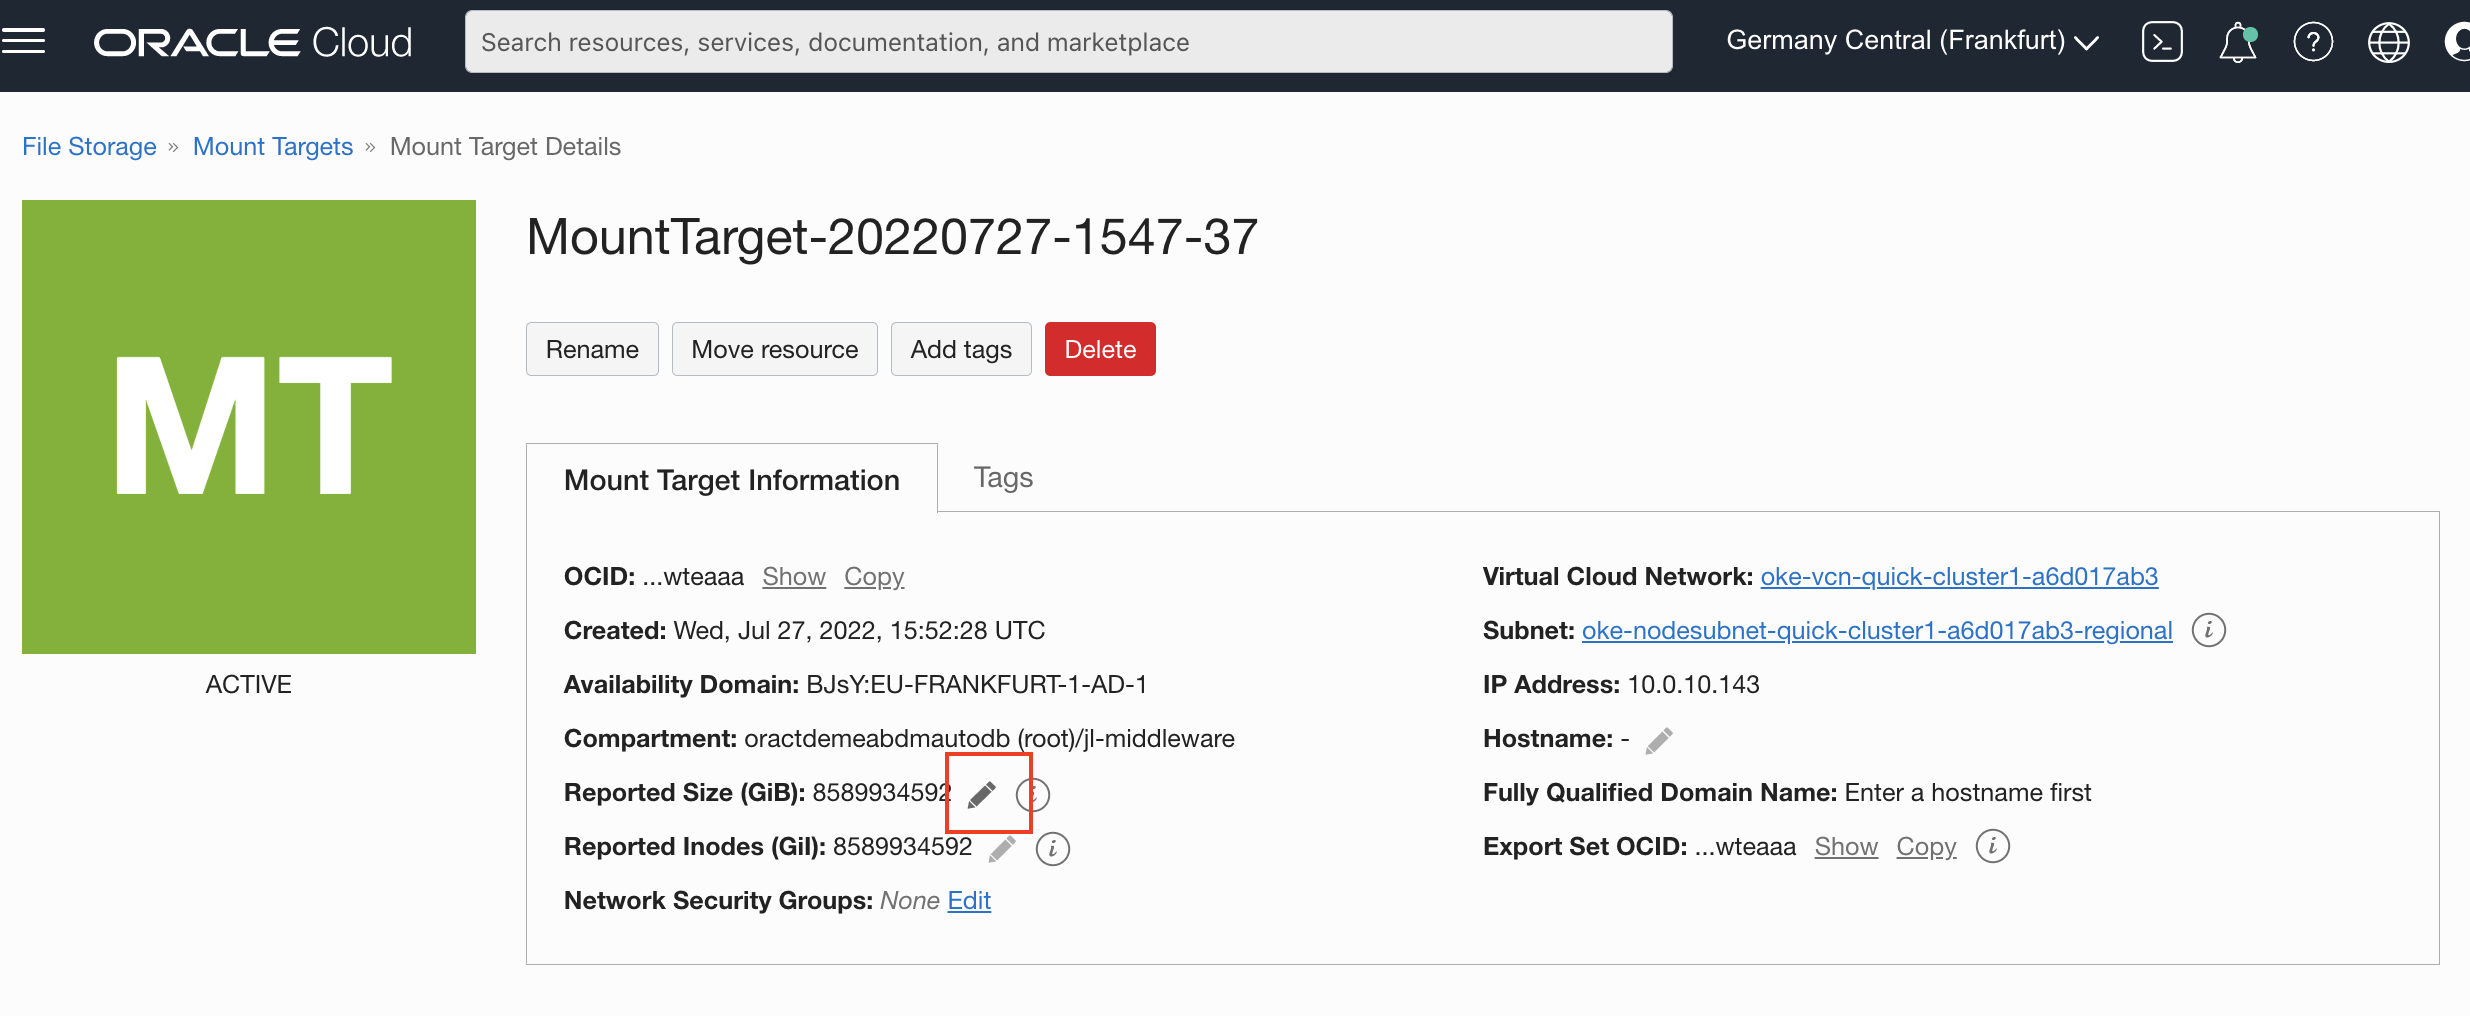 ORACLE Cloud
Search resources, services, documentation, and marketplace
Germany Central (Frankfurt)
File Storage » Mount Targets » Mount Target Details
MT
ACTIVE
MountTarget-20220727-1547-37
Rename Move resource Add tags Delete
Mount Target Information Tags
OCID: ...wteaaa Show Copy
Created: Wed, Jul 27, 2022, 15:52:28 UTC
Availability Domain: BJsY:EU-FRANKFURT-1-AD-1
Compartment: oractdemeabdmautodb (root)/jl-middleware
Reported Size (GiB): 8589934592
Reported Inodes (GiI): 8589934592
Network Security Groups: None Edit
Virtual Cloud Network: oke-vcn-quick-cluster1-a6d017ab3
Subnet: oke-nodesubnet-quick-cluster1-a6d017ab3-regional
IP Address: 10.0.10.143
Hostname: -
Fully Qualified Domain Name: Enter a hostname first
Export Set OCID: ...wteaaa Show Copy